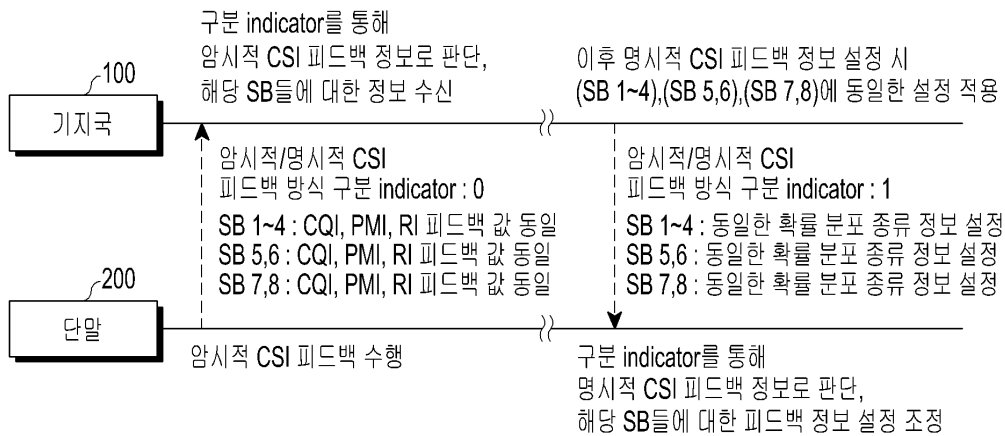 구분 indicator를 통해
암시적 CSI 피드백 정보로 판단,
해당 SB들에 대한 정보 수신
이후 명시적 CSI 피드백 정보 설정 시
(SB 1~4),(SB 5,6),(SB 7,8)에 동일한 설정 적용
100
기지국
암시적/명시적 CSI
피드백 방식 구분 indicator : 0
SB 1~4 : CQI, PMI, RI 피드백 값 동일
SB 5,6 : CQI, PMI, RI 피드백 값 동일
SB 7,8 : CQI, PMI, RI 피드백 값 동일
암시적/명시적 CSI
피드백 방식 구분 indicator : 1
SB 1~4 : 동일한 확률 분포 종류 정보 설정
SB 5,6 : 동일한 확률 분포 종류 정보 설정
SB 7,8 : 동일한 확률 분포 종류 정보 설정
200
단말
암시적 CSI 피드백 수행
구분 indicator를 통해
명시적 CSI 피드백 정보로 판단,
해당 SB들에 대한 피드백 정보 설정 조정